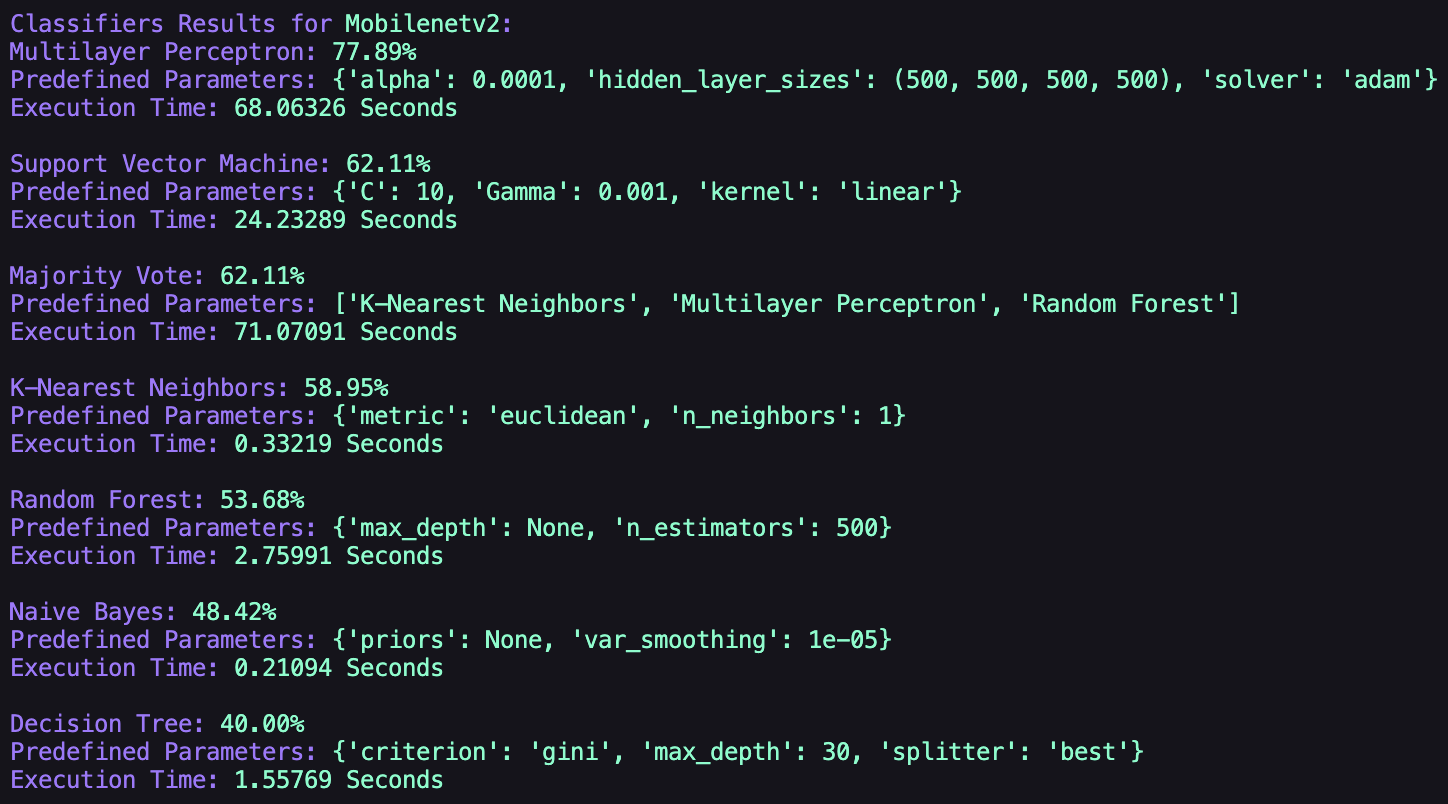 Classifiers Results for Mobilenetv2:
Multilayer Perceptron: 77.89%
Predefined Parameters: {'alpha': 0.0001, 'hidden_layer_sizes': (500, 500, 500, 500), 'solver': 'adam'}
Execution Time: 68.06326 Seconds
Support Vector Machine: 62.11%
Predefined Parameters: {'C': 10, 'Gamma': 0.001, 'kernel': 'linear'}
Execution Time: 24.23289 Seconds
Majority Vote: 62.11%
Predefined Parameters: ['K-Nearest Neighbors', 'Multilayer Perceptron', 'Random Forest']
Execution Time: 71.07091 Seconds
K-Nearest Neighbors: 58.95%
Predefined Parameters: {'metric': 'euclidean', 'n_neighbors': 1}
Execution Time: 0.33219 Seconds
Random Forest: 53.68%
Predefined Parameters: {'max_depth': None, 'n_estimators': 500}
Execution Time: 2.75991 Seconds
Naive Bayes: 48.42%
Predefined Parameters: {'priors': None, 'var_smoothing': 1e-05}
Execution Time: 0.21094 Seconds
Decision Tree: 40.00%
Predefined Parameters: {'criterion': 'gini', 'max_depth': 30, 'splitter': 'best'}
Execution Time: 1.55769 Seconds